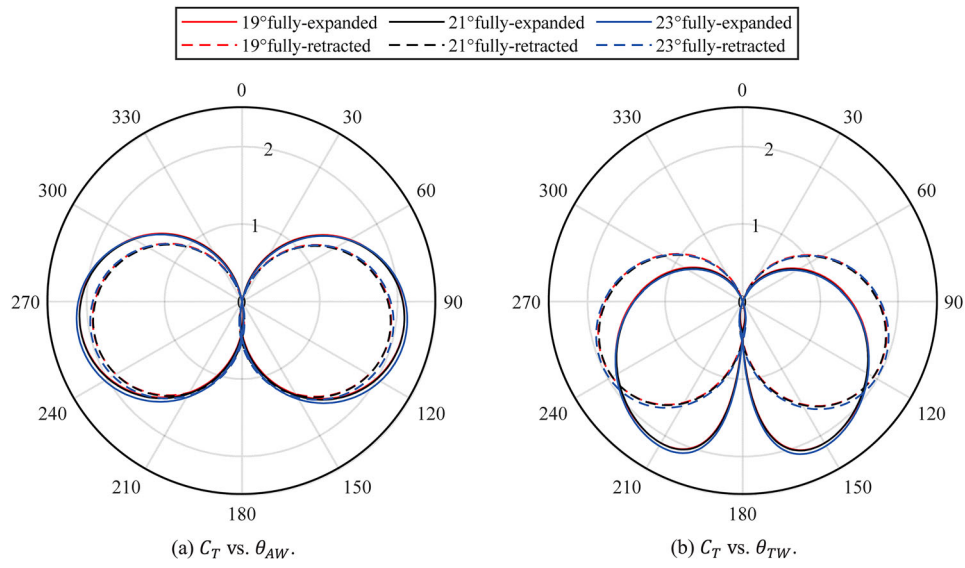 19°fully-expanded 21°fully-expanded 23°fully-expanded
19°fully-retracted 21°fully-retracted 23°fully-retracted
0 0
330 30 330 30
2 2
300 60 300 60
1 1
270 0 90 270 0 90
240 120 240 120
210 150 210 150
180 180
(a) C_T vs. θ_AW. (b) C_T vs. θ_TW.